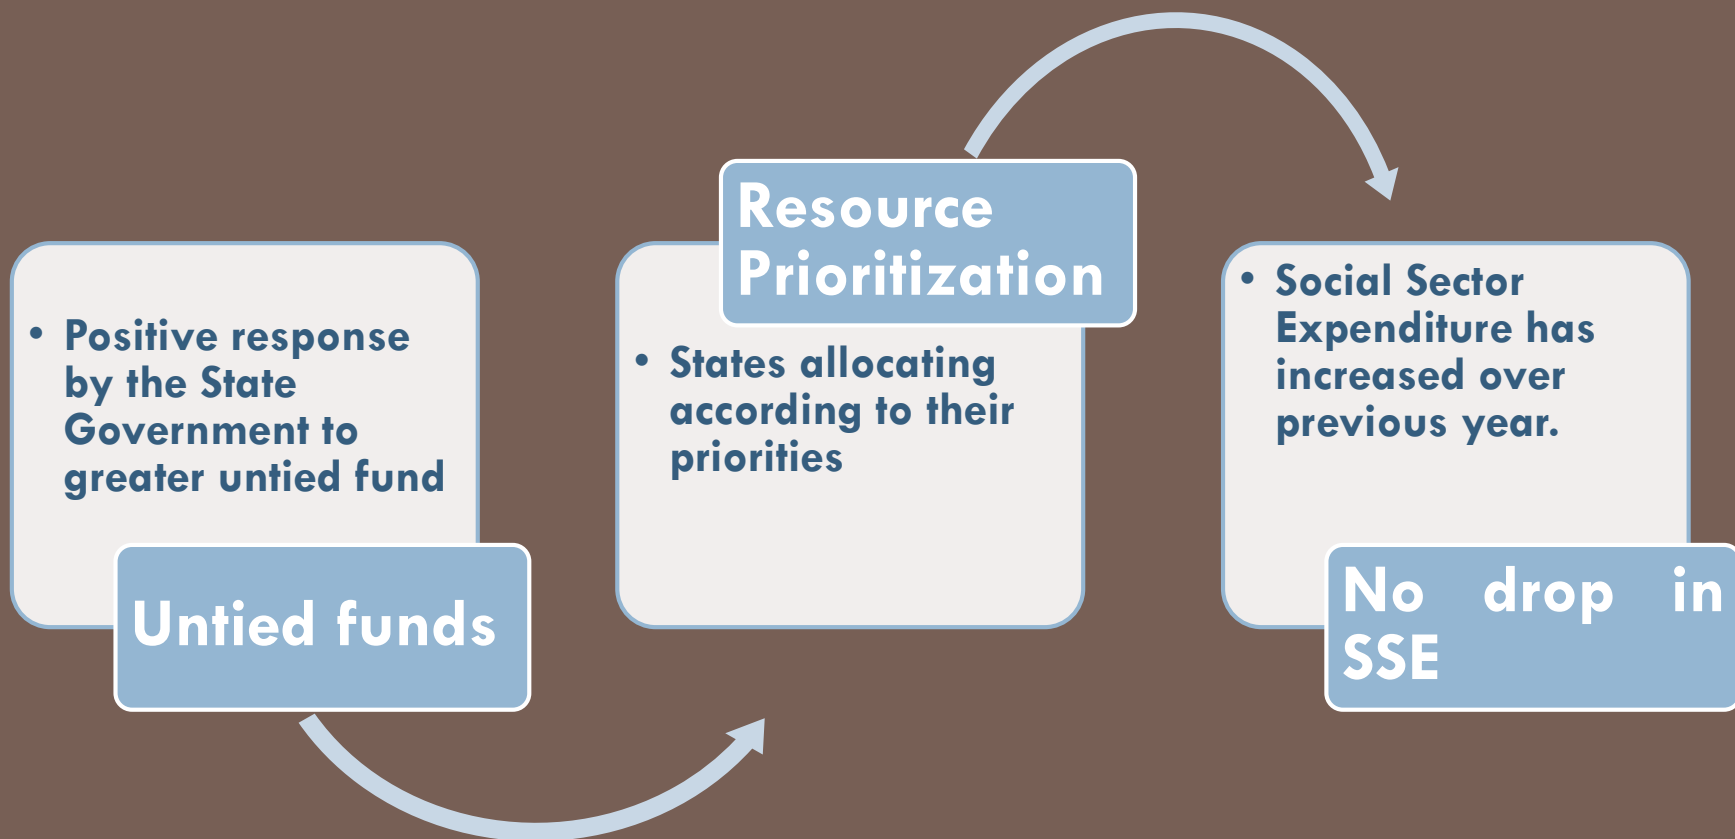 • Positive response
by the State
Government to
greater untied fund
Untied funds
Resource
Prioritization
• States allocating
according to their
priorities
• Social Sector
Expenditure has
increased over
previous year.
No drop in
SSE